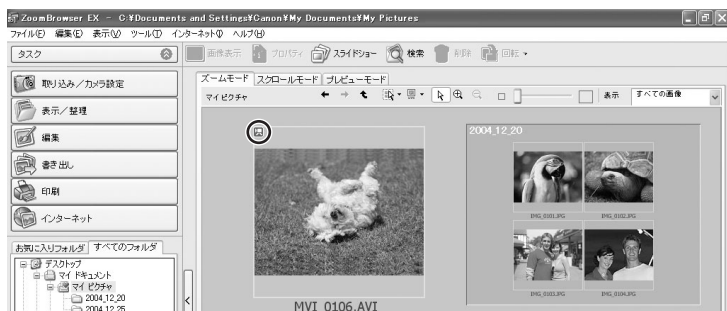 ZoomBrowser EX - C:¥Documents and Settings¥Canon¥My Documents¥My Pictures
ファイル(F) 編集(E) 表示(V) ツール(T) インターネット(I) ヘルプ(H)
タスク
画像表示 プロパティ スライドショー 検索 削除 回転
取り込み／カメラ設定
表示／整理
編集
書き出し
印刷
インターネット
お気に入りフォルダ すべてのフォルダ
デスクトップ
マイ ドキュメント
マイ ピクチャ
2004_12_20
2004_12_25
ズームモード スクロールモード プレビューモード
マイ ピクチャ 表示 すべての画像
MVI_0106.AVI
2004_12_20
IMG_0101.JPG IMG_0102.JPG
IMG_0103.JPG IMG_0104.JPG